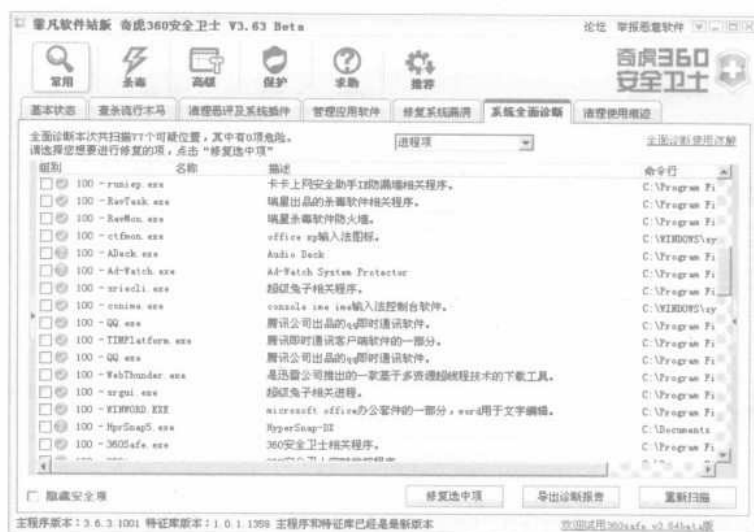 菲凡软件站版 奇虎360安全卫士 V3.63 Beta
论坛 举报恶意软件
常用 杀毒 高级 保护 求助 推荐
奇虎360
安全卫士
基本状态 查杀流行木马 清理恶评及系统插件 管理应用软件 修复系统漏洞 系统全面诊断 清理使用痕迹
全面诊断本次共扫描77个可疑位置，其中有0项危险。
请选择您想要进行修复的项，点击“修复选中项”
进程项
全面诊断使用详解
组别 名称 描述 命令行
100 - runiep.exe 卡卡上网安全助手IE防漏墙相关程序。 C:\Program Fi
100 - RavTask.exe 瑞星出品的杀毒软件相关程序。 C:\Program Fi
100 - RavMon.exe 瑞星杀毒软件防火墙。 C:\Program Fi
100 - ctfmon.exe office xp输入法图标。 C:\WINDOWS\sy
100 - ADeck.exe Audio Deck C:\Program Fi
100 - Ad-Watch.exe Ad-Watch System Protector C:\Program Fi
100 - sriecli.exe 超级兔子相关程序。 C:\Program Fi
100 - conime.exe console ime ime输入法控制台软件。 C:\WINDOWS\sy
100 - QQ.exe 腾讯公司出品的qq即时通讯软件。 C:\Program Fi
100 - TIMPlatform.exe 腾讯即时通讯客户端软件的一部分。 C:\Program Fi
100 - QQ.exe 腾讯公司出品的qq即时通讯软件。 C:\Program Fi
100 - WebThunder.exe 是迅雷公司推出的一款基于多资源超线程技术的下载工具。 C:\Program Fi
100 - srgui.exe 超级兔子相关进程。 C:\Program Fi
100 - WINWORD.EXE microsoft office办公套件的一部分，word用于文字编辑。 C:\Program Fi
100 - HprSnap5.exe HyperSnap-DX C:\Documents
100 - 360Safe.exe 360安全卫士相关程序。 C:\Program Fi
隐藏安全项 修复选中项 导出诊断报告 重新扫描
主程序版本：3.6.3.1001 特征库版本：1.0.1.1359 主程序和特征库已经是最新版本 欢迎试用360safe v3.64beta版